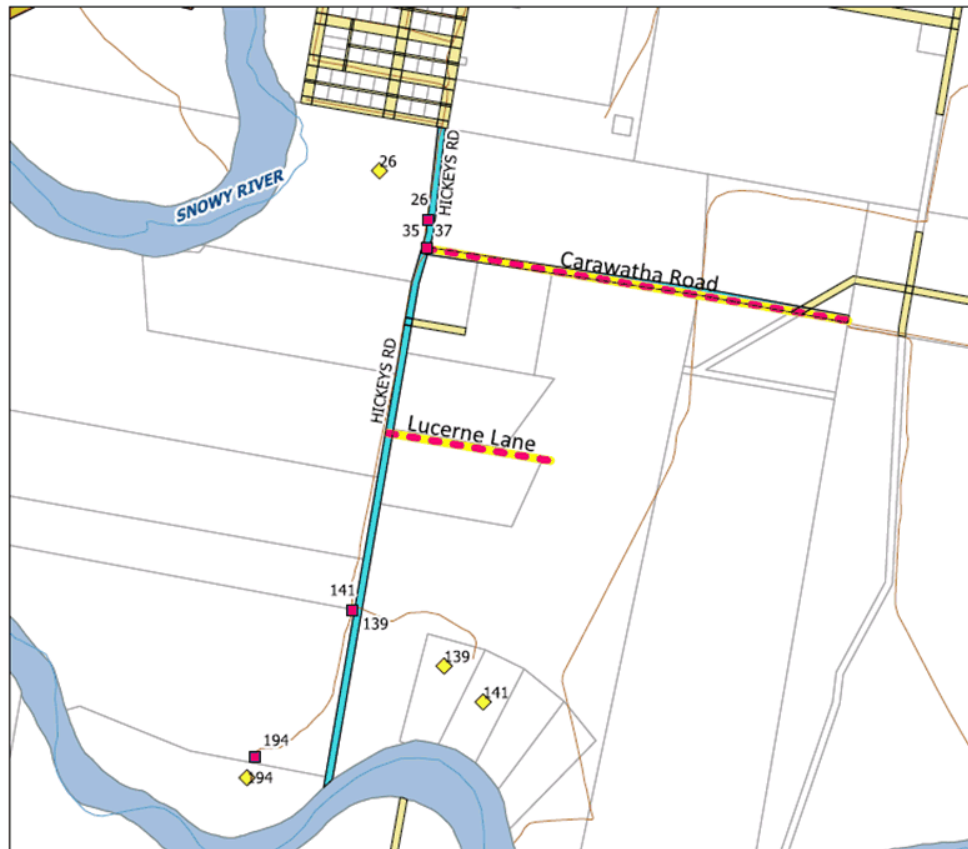 26
HICKEYS RD
SNOWY RIVER
26
35 37
Carawatha Road
HICKEYS RD
Lucerne Lane
141
139
139
141
194
194